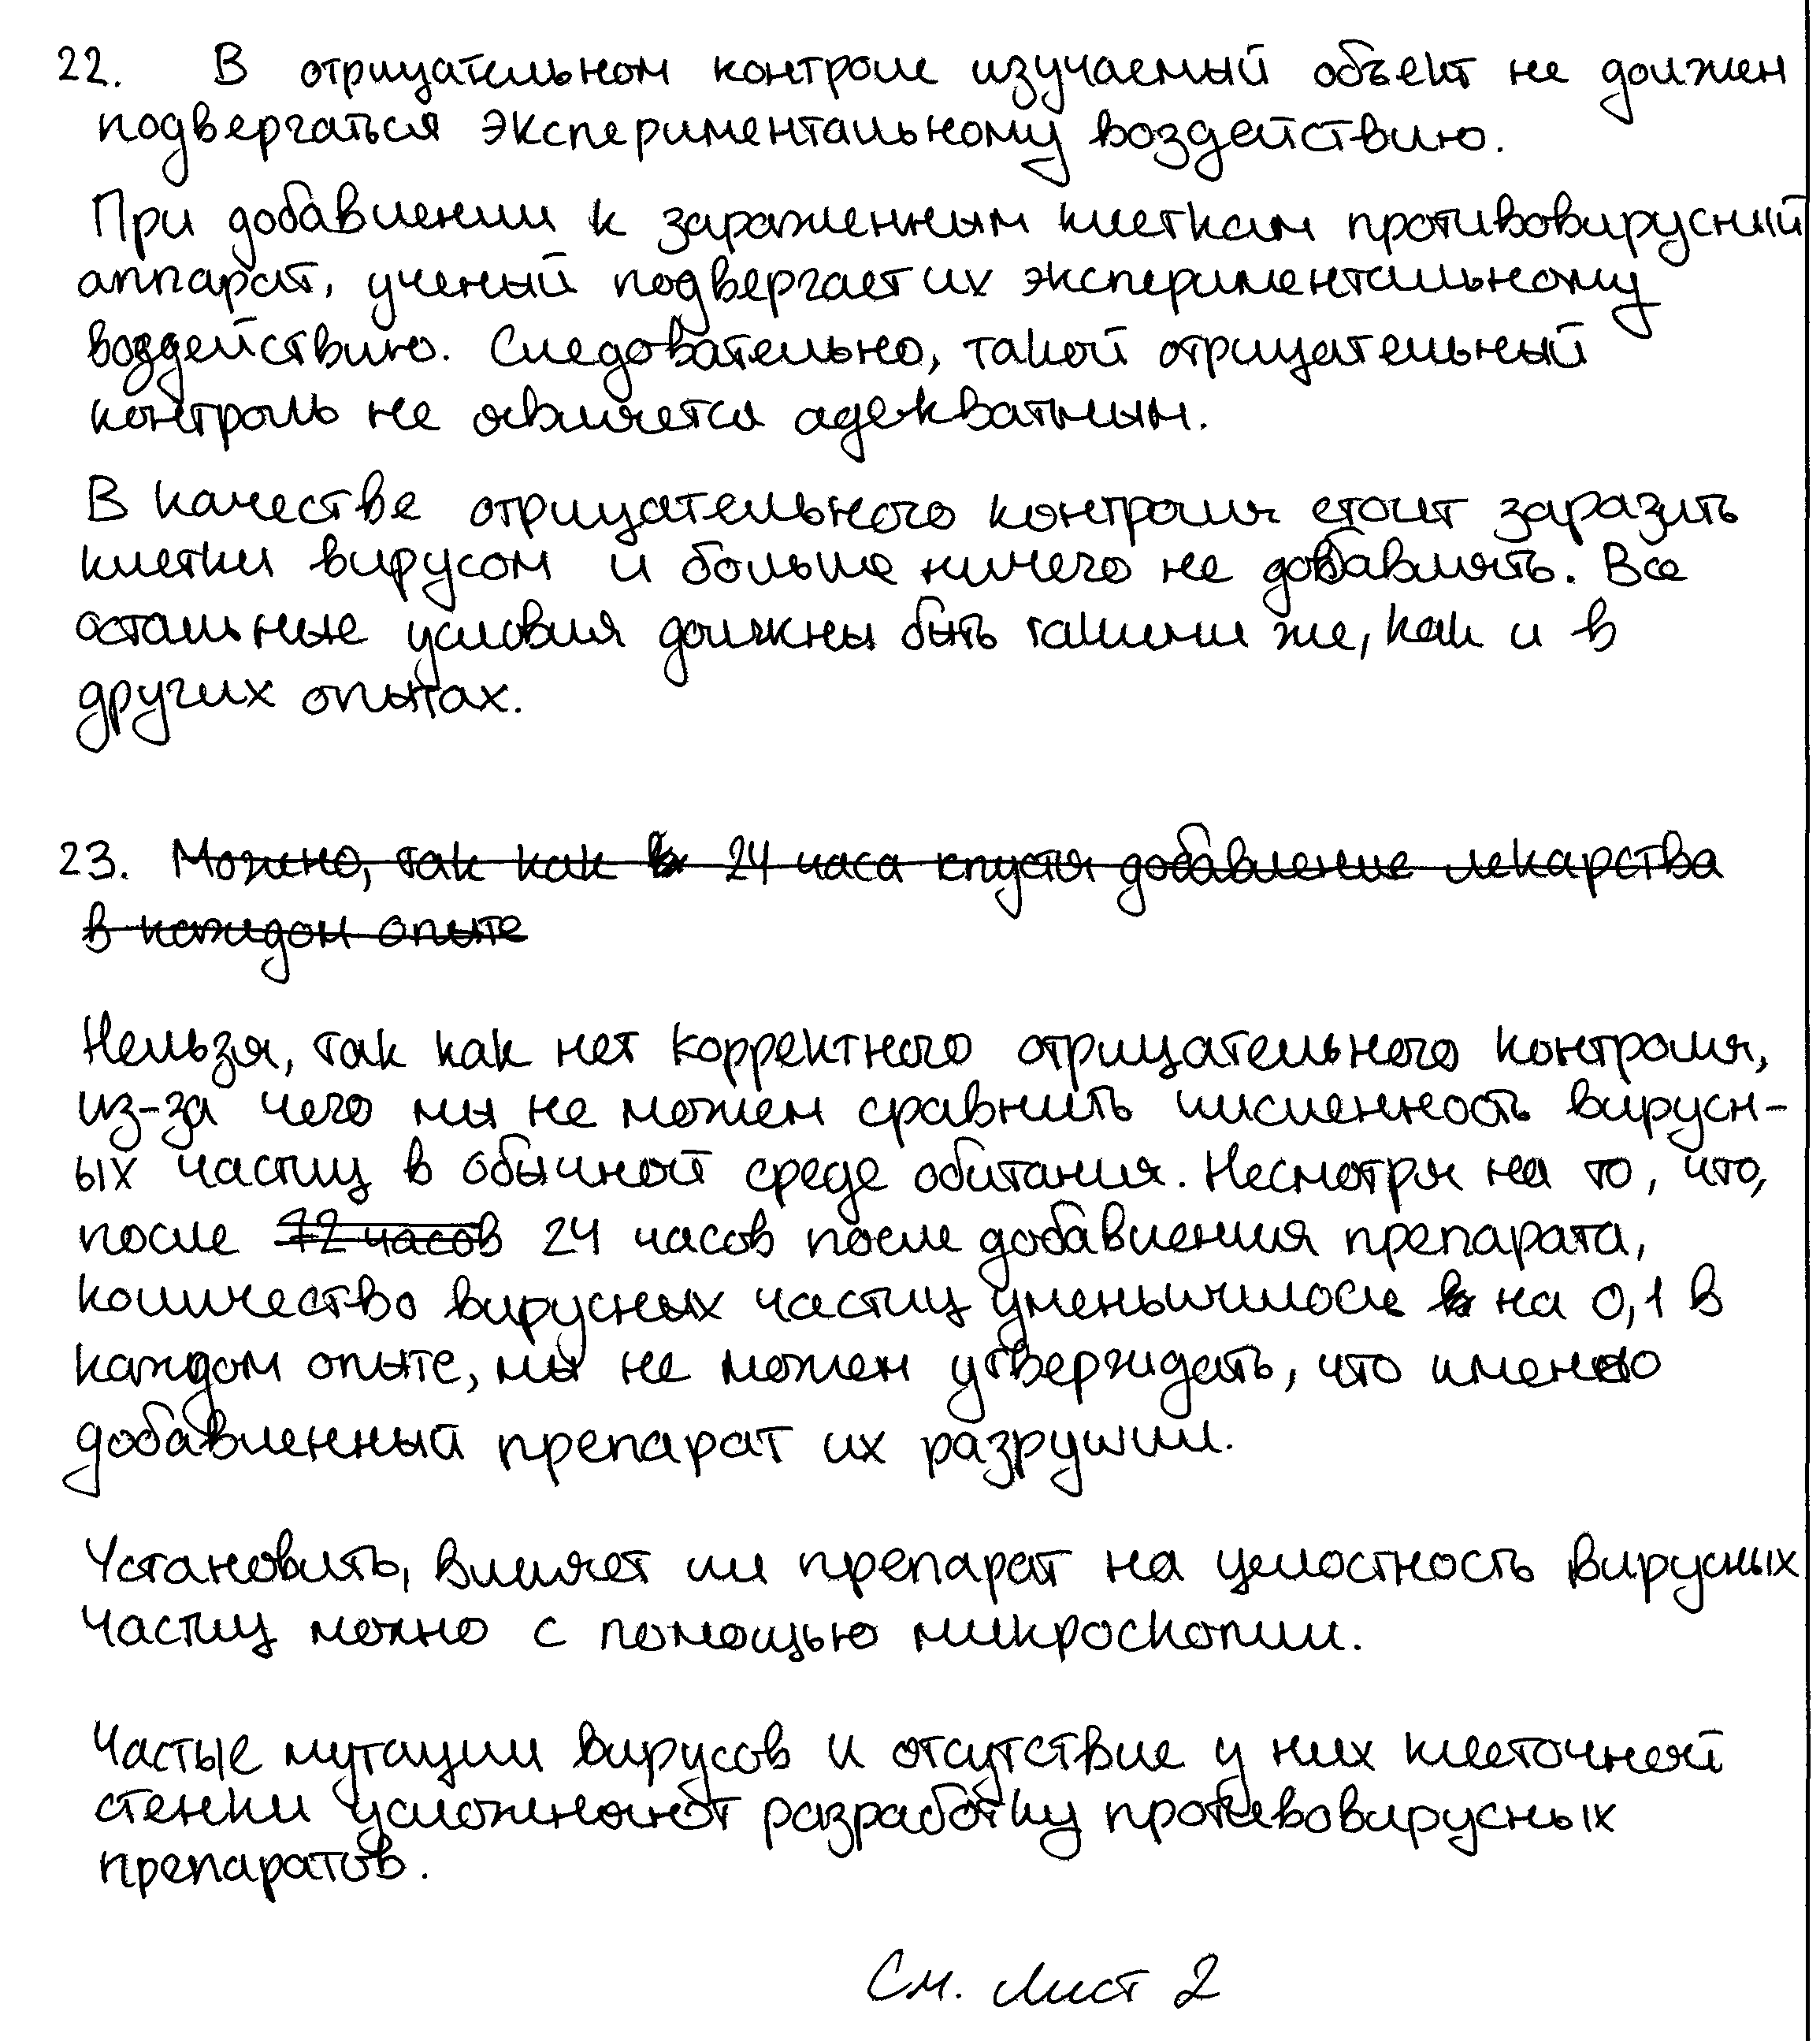 22. В отрицательном контроле изучаемый объект не должен
подвергаться экспериментальному воздействию.
При добавлении к зараженным клеткам противовирусный
аппарат, ученый подвергает их экспериментальному
воздействию. Следовательно, такой отрицательный
контроль не является адекватным.
В качестве отрицательного контроля стоит заразить
клетки вирусом и больше ничего не добавлять. Все
остальные условия должны быть такими же, как и в
других опытах.
23. Можно, так как в 24 часа спустя добавление лекарства
в каждом опыте
Нельзя, так как нет корректного отрицательного контроля,
из-за чего мы не можем сравнить численность вирусн-
ых частиц в обычной среде обитания. Несмотря на то, что,
после 72 часов 24 часов после добавления препарата,
количество вирусных частиц уменьшилось в на 0,1 в
каждом опыте, мы не можем утверждать, что именно
добавленный препарат их разрушил.
Установить, влияет ли препарат на целостность вирусных
частиц можно с помощью микроскопии.
Частые мутации вирусов и отсутствие у них клеточной
стенки усложняют разработку противовирусных
препаратов.
См. Лист 2